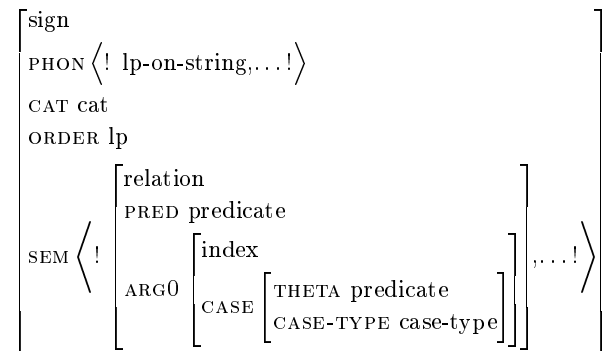 sign
PHON ⟨! lp-on-string,...!⟩
CAT cat
ORDER lp
relation
PRED predicate
index
SEM ⟨! ARG0 CASE THETA predicate ,...!⟩
CASE-TYPE case-type